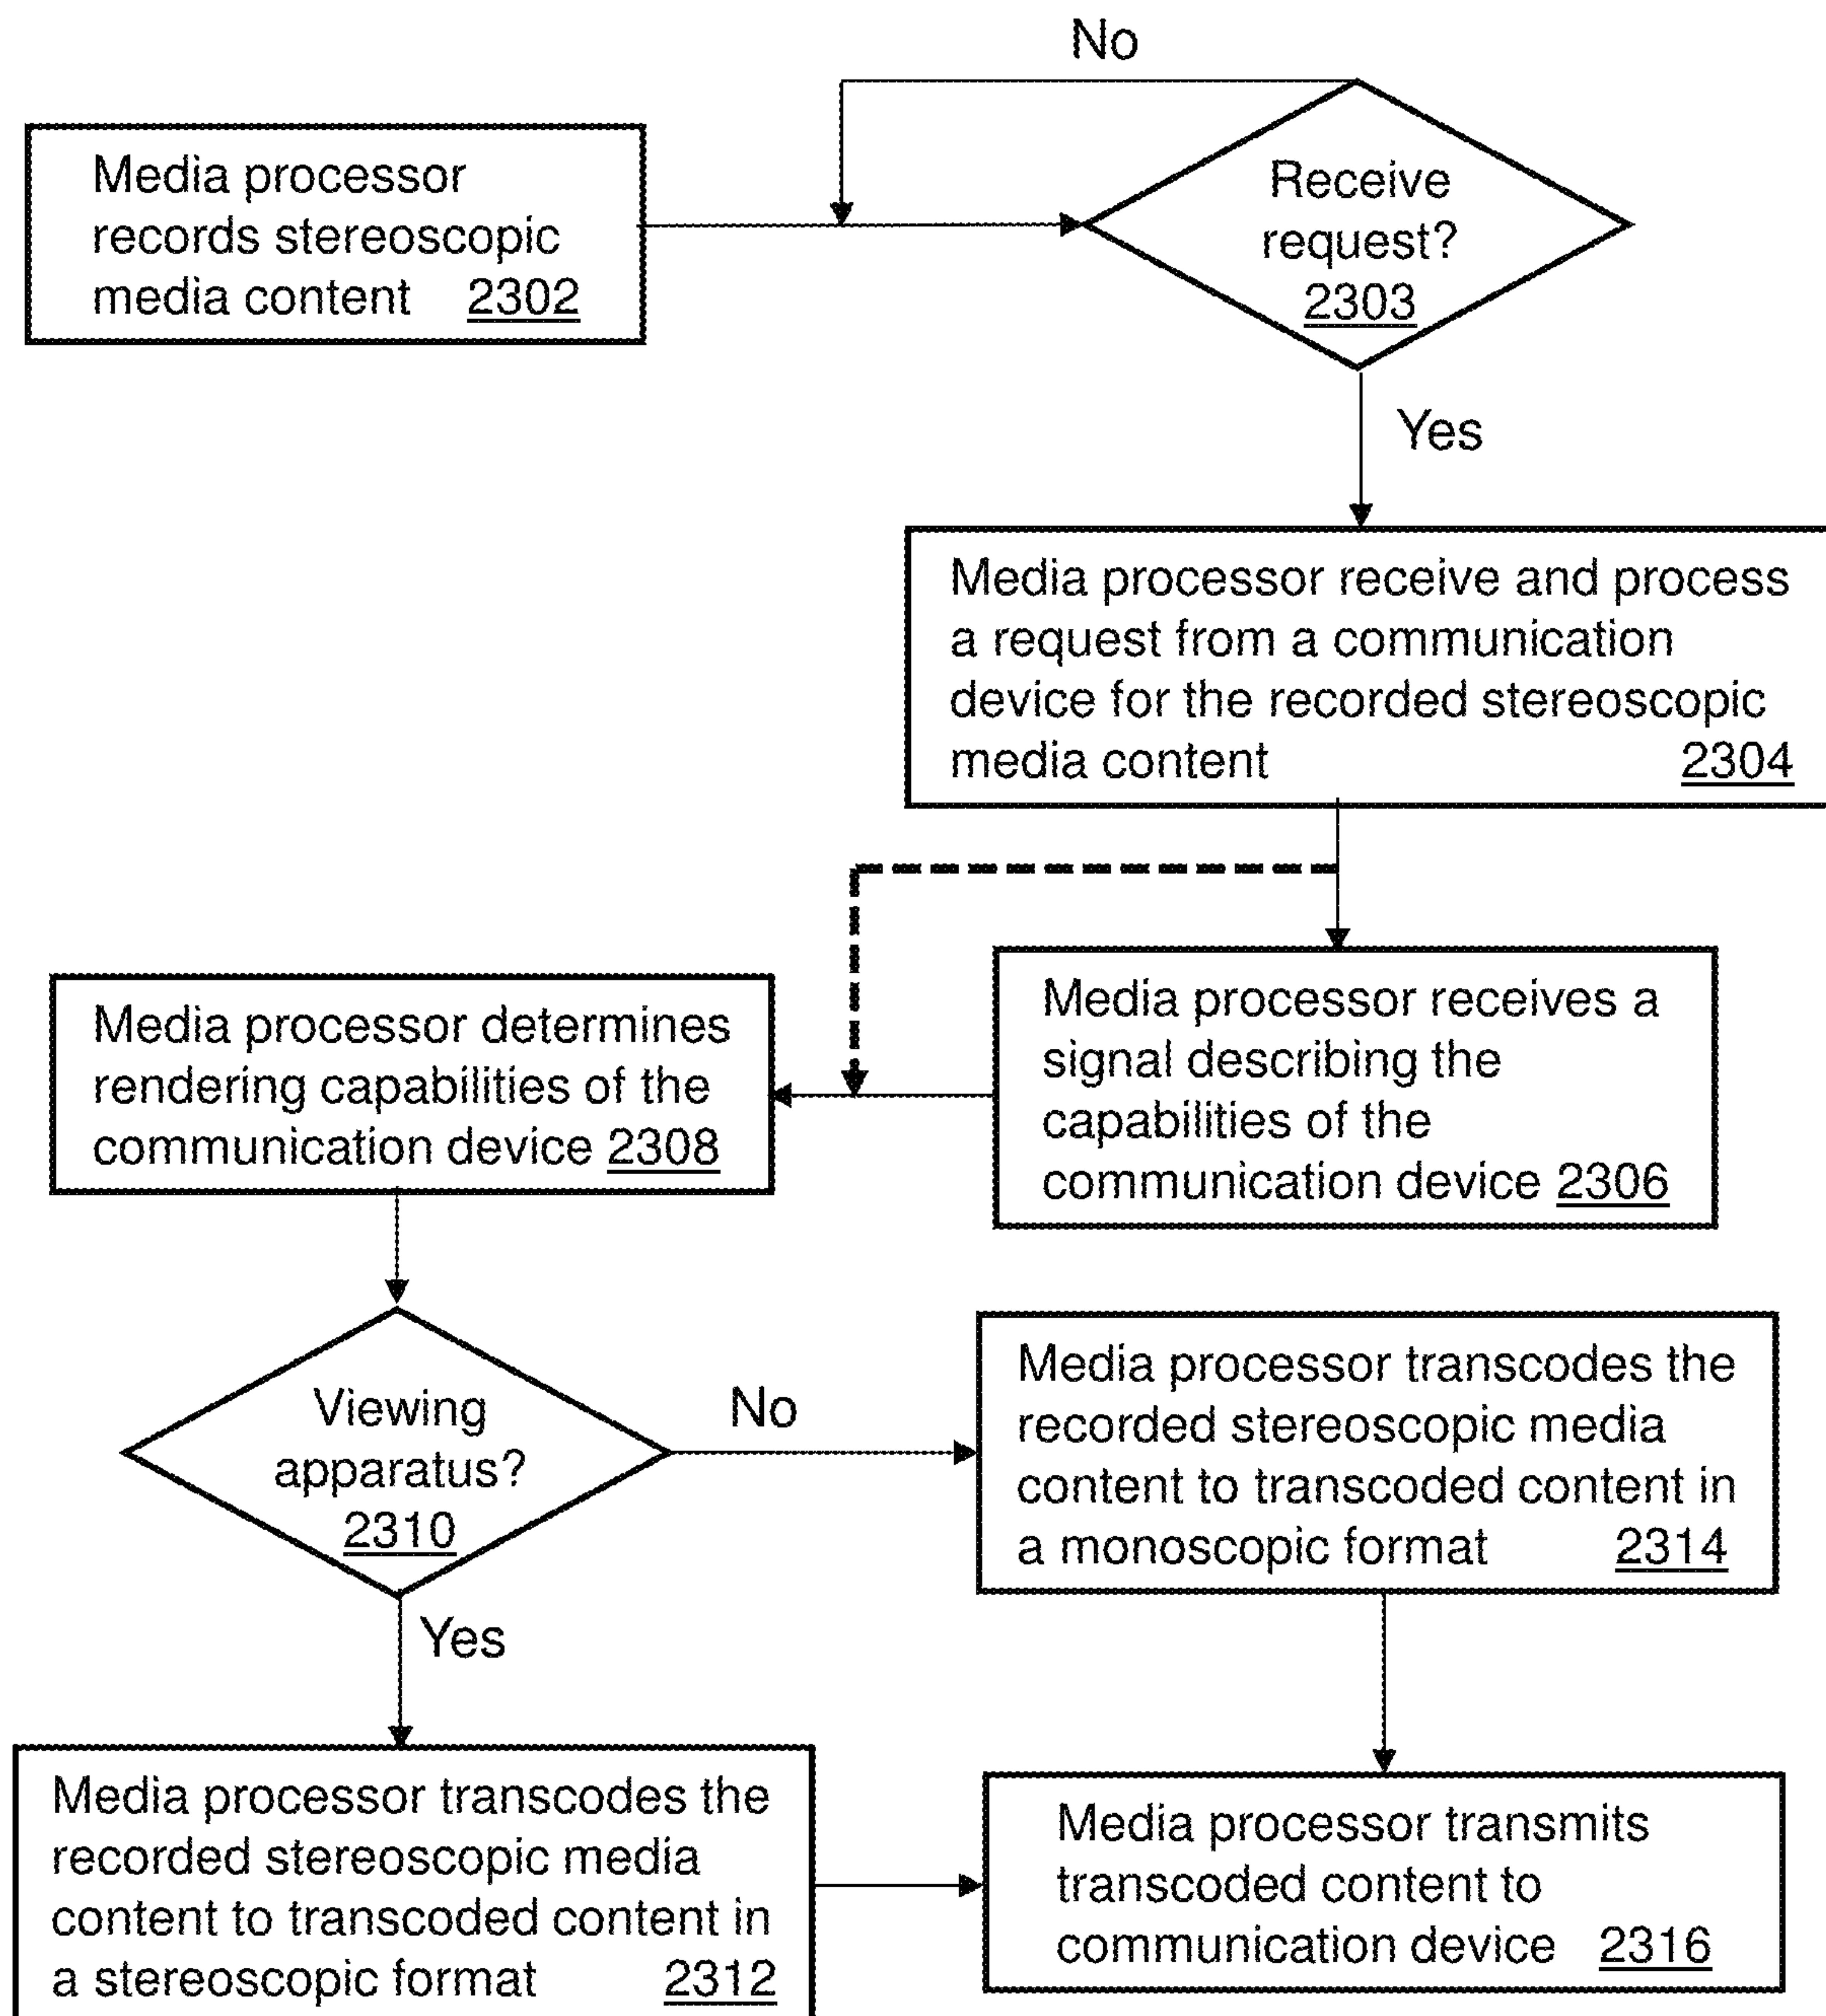 No
Media processor
records stereoscopic
media content 2302
Receive
request?
2303
Yes
Media processor receive and process
a request from a communication
device for the recorded stereoscopic
media content 2304
Media processor receives a
signal describing the
capabilities of the
communication device 2306
Media processor determines
rendering capabilities of the
communication device 2308
Viewing
apparatus?
2310
No
Media processor transcodes the
recorded stereoscopic media
content to transcoded content in
a monoscopic format 2314
Yes
Media processor transcodes the
recorded stereoscopic media
content to transcoded content in
a stereoscopic format 2312
Media processor transmits
transcoded content to
communication device 2316